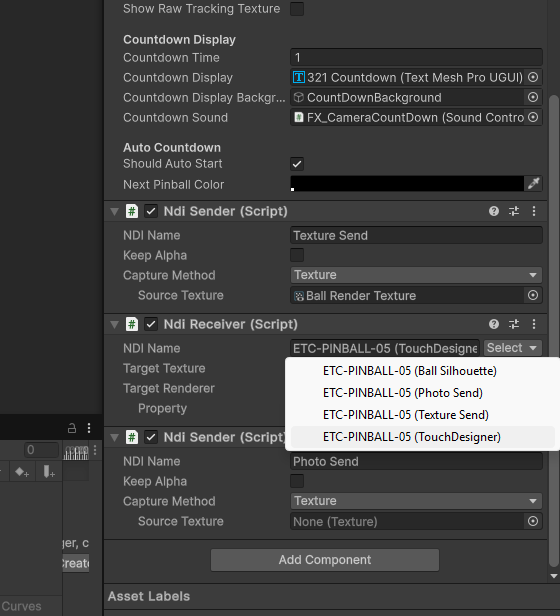 Show Raw Tracking Texture
Countdown Display
Countdown Time 1
Countdown Display 321 Countdown (Text Mesh Pro UGUI)
Countdown Display Backgr... CountDownBackground
Countdown Sound FX_CameraCountDown (Sound Contro
Auto Countdown
Should Auto Start
Next Pinball Color
Ndi Sender (Script)
NDI Name Texture Send
Keep Alpha
Capture Method Texture
Source Texture Ball Render Texture
Ndi Receiver (Script)
NDI Name ETC-PINBALL-05 (TouchDesigne Select
Target Texture ETC-PINBALL-05 (Ball Silhouette)
Target Renderer ETC-PINBALL-05 (Photo Send)
Property ETC-PINBALL-05 (Texture Send)
ETC-PINBALL-05 (TouchDesigner)
Ndi Sender (Script)
NDI Name Photo Send
Keep Alpha
Capture Method Texture
Source Texture None (Texture)
Add Component
Asset Labels
0
ger, c
Create
Curves